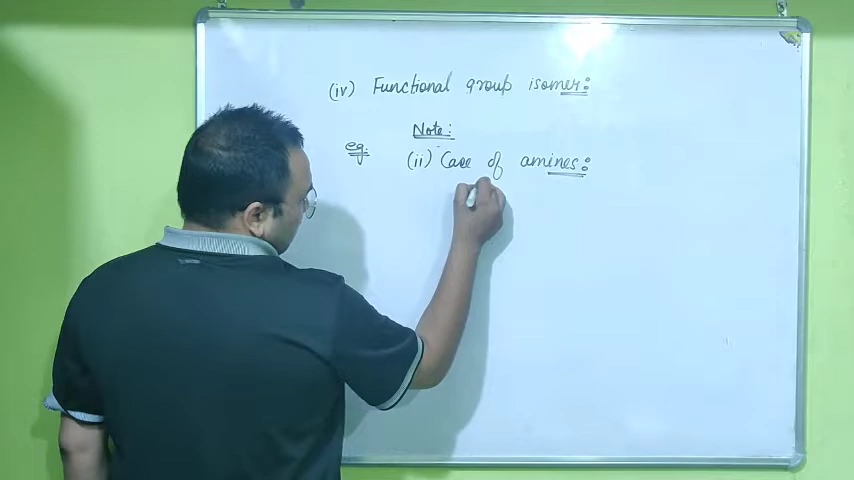 (iv) Functional group isomer:
Note:
eg.
(ii) Case of amines: